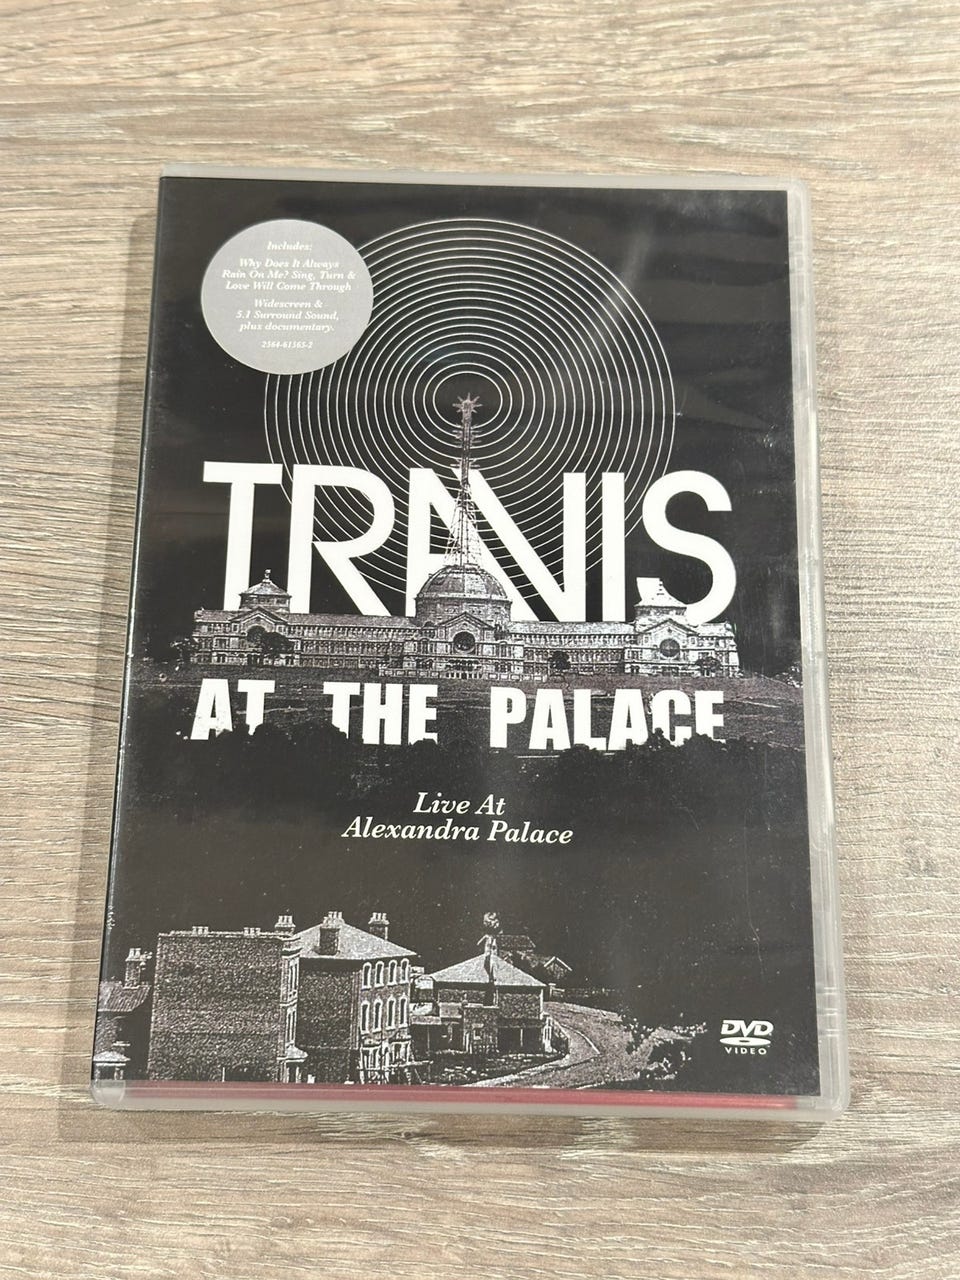 Includes:
Why Does It Always
Rain On Me? Sing, Turn &
Love Will Come Through
Widescreen &
5.1 Surround Sound,
plus documentary.
2564-61565-2
TRAVIS
AT THE PALACE
Live At
Alexandra Palace
DVD
VIDEO